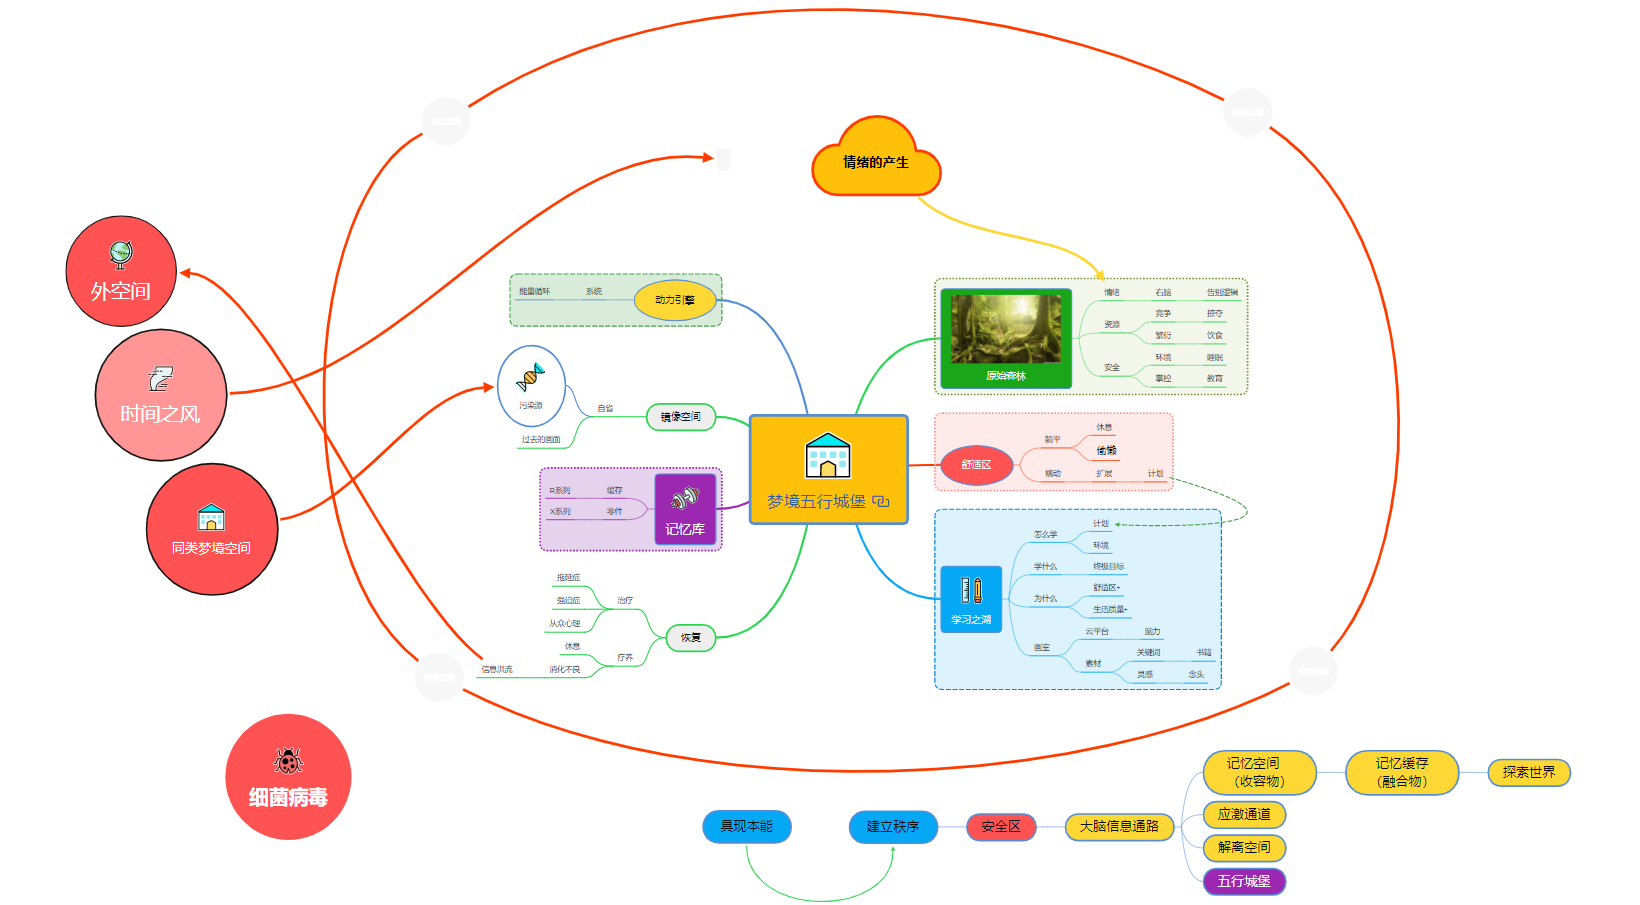 情绪的产生
外空间
时间之风
同类梦境空间
细菌病毒
能量循环
系统
动力引擎
污染源
自省
过去的画面
镜像空间
R系列
缓存
X系列
零件
记忆库
拖延症
强迫症
从众心理
治疗
休息
信息洪流
消化不良
疗养
恢复
梦境五行城堡
原始森林
情绪
右脑
告别逻辑
资源
竞争
掠夺
繁衍
饮食
安全
环境
睡眠
掌控
教育
舒适区
躺平
休息
偷懒
蠕动
扩展
计划
学习之湖
怎么学
计划
环境
学什么
终极目标
为什么
舒适区+
生活质量+
画室
云平台
脑力
素材
关键词
书籍
灵感
念头
具现本能
建立秩序
安全区
大脑信息通路
记忆空间
（收容物）
记忆缓存
（融合物）
探索世界
应激通道
解离空间
五行城堡